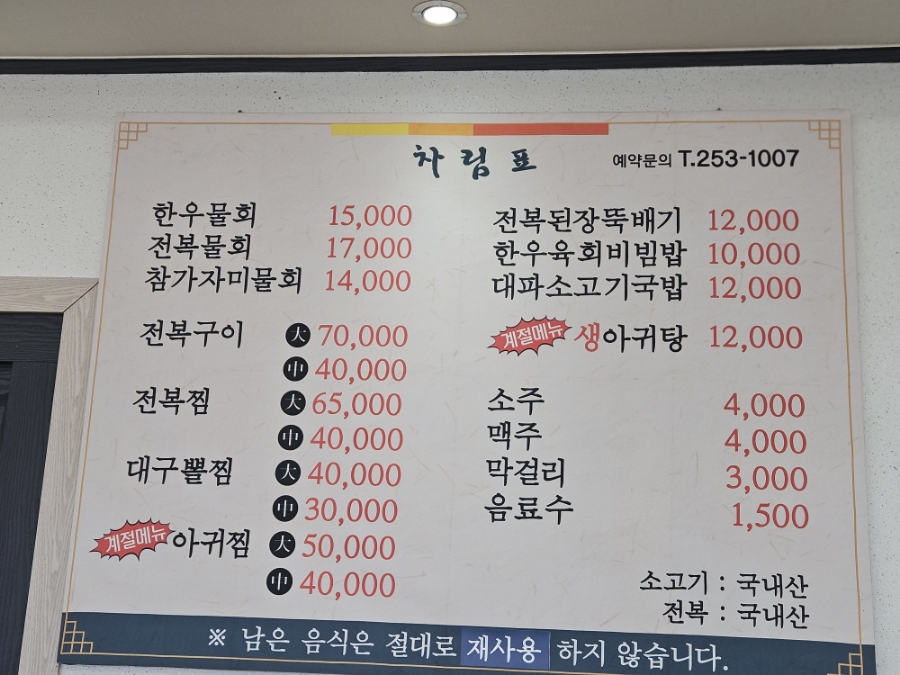 차림표
예약문의 T.253-1007
한우물회 15,000
전복물회 17,000
참가자미물회 14,000
전복구이 大 70,000
中 40,000
전복찜 大 65,000
中 40,000
대구뽈찜 大 40,000
中 30,000
계절메뉴 아귀찜 大 50,000
中 40,000
전복된장뚝배기 12,000
한우육회비빔밥 10,000
대파소고기국밥 12,000
계절메뉴 생아귀탕 12,000
소주 4,000
맥주 4,000
막걸리 3,000
음료수 1,500
소고기 : 국내산
전복 : 국내산
※ 남은 음식은 절대로 재사용 하지 않습니다.